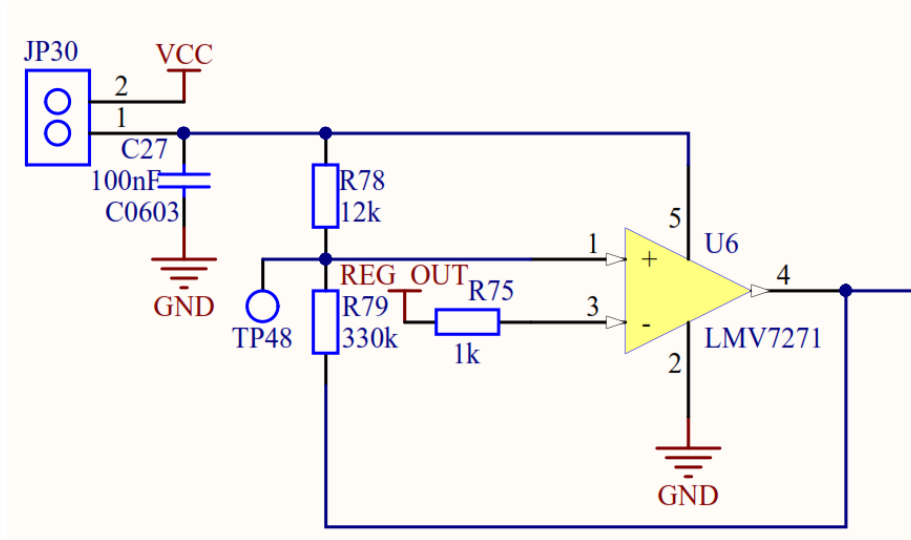 JP30
VCC
2
1
C27
100nF
C0603
GND
R78
12k
5
U6
1
+
REG_OUT
R75
3
-
4
TP48
R79
330k
1k
LMV7271
2
GND